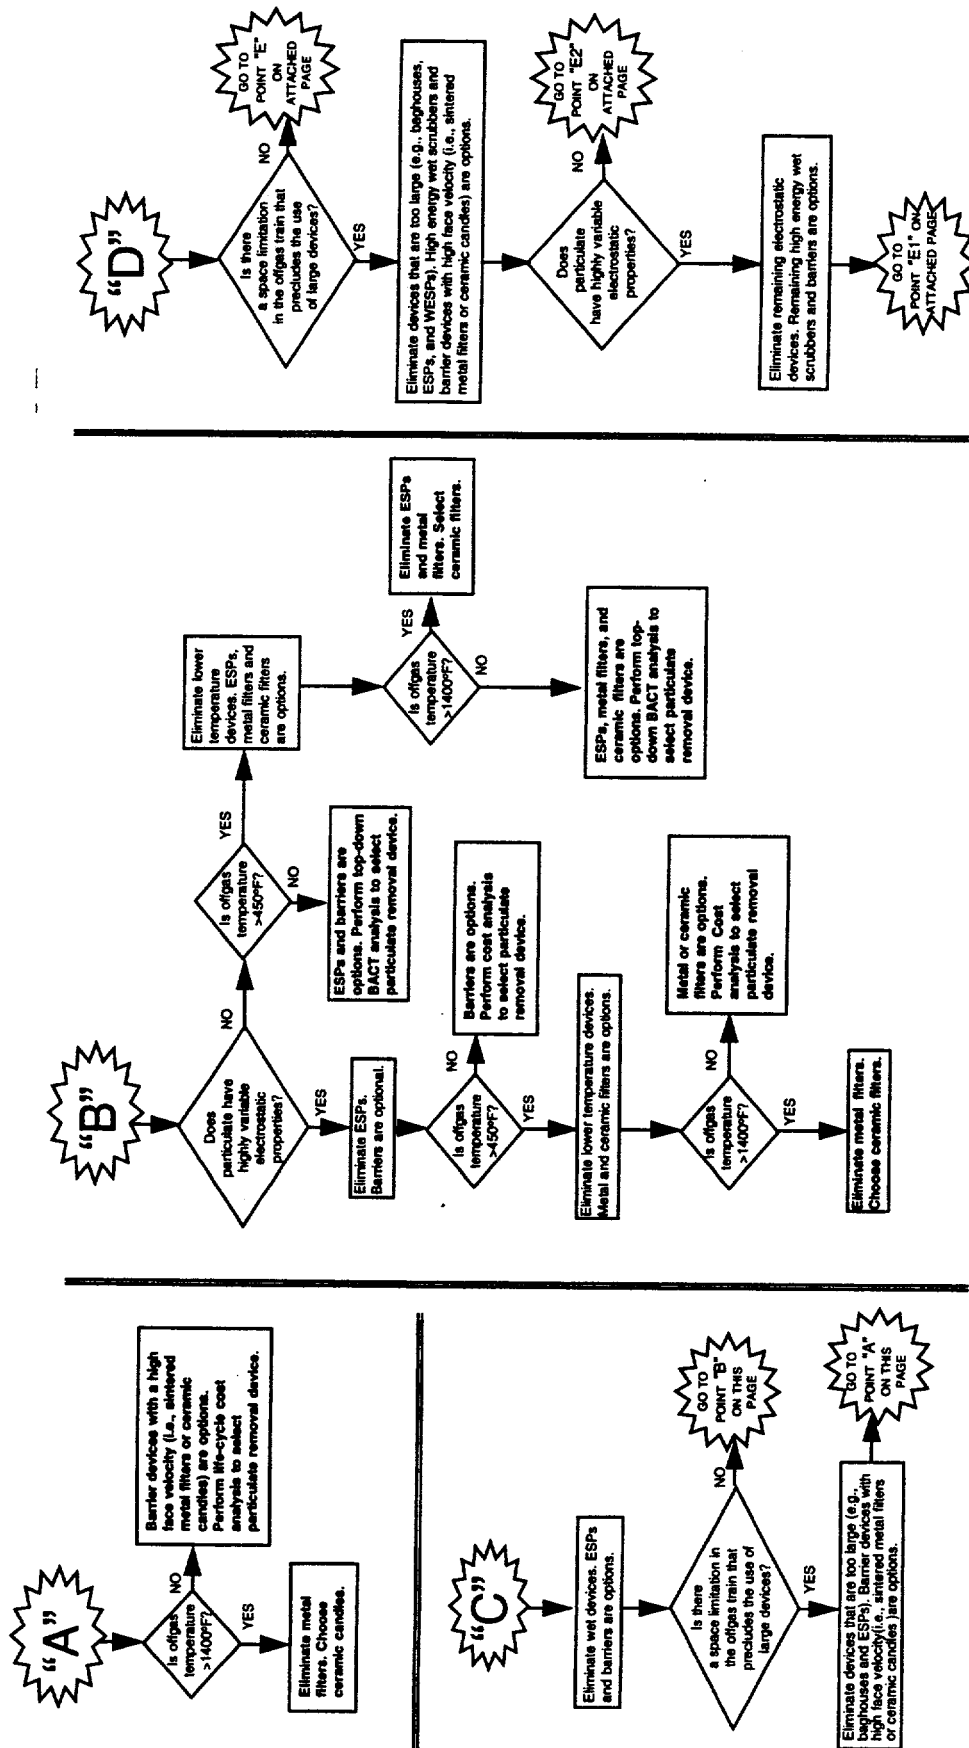 “A”
Is offgas
temperature
>1400ºF?
NO
Barrier devices with a high
face velocity (i.e., sintered
metal filters or ceramic
candles) are options.
Perform life-cycle cost
analysis to select
particulate removal device.
YES
Eliminate metal
filters. Choose
ceramic candles.
“C”
Eliminate wet devices. ESPs
and barriers are options.
Is there
a space limitation in
the offgas train that
precludes the use of
large devices?
NO
GO TO
POINT "B"
ON THIS
PAGE
YES
Eliminate devices that are too large (e.g.,
baghouses and ESPs). Barrier devices with
high face velocity(i.e., sintered metal filters
or ceramic candles )are options.
GO TO
POINT "A"
ON THIS
PAGE
“B”
Does
particulate have
highly variable
electrostatic
properties?
NO
Is offgas
temperature
>450ºF?
YES
Eliminate lower
temperature
devices. ESPs,
metal filters and
ceramic filters
are options.
Is offgas
temperature
>1400ºF?
YES
Eliminate ESPs
and metal
filters. Select
ceramic filters.
NO
ESPs, metal filters, and
ceramic filters are
options. Perform top-
down BACT analysis to
select particulate
removal device.
NO
ESPs and barriers are
options. Perform top-down
BACT analysis to select
particulate removal device.
YES
Eliminate ESPs.
Barriers are optional.
Is offgas
temperature
>450ºF?
NO
Barriers are options.
Perform cost analysis
to select particulate
removal device.
YES
Eliminate lower temperature devices.
Metal and ceramic filters are options.
Is offgas
temperature
>1400ºF?
NO
Metal or ceramic
filters are options.
Perform Cost
analysis to select
particulate removal
device.
YES
Eliminate metal filters.
Choose ceramic filters.
“D”
Is there
a space limitation
in the offgas train that
precludes the use
of large devices?
NO
GO TO
POINT "E"
ON
ATTACHED
PAGE
YES
Eliminate devices that are too large (e.g., baghouses,
ESPs, and WESPs). High energy wet scrubbers and
barrier devices with high face velocity (i.e., sintered
metal filters or ceramic candles) are options.
Does
particulate
have highly variable
electrostatic
properties?
NO
GO TO
POINT "E2"
ON
ATTACHED
PAGE
YES
Eliminate remaining electrostatic
devices. Remaining high energy wet
scrubbers and barriers are options.
GO TO
POINT "E1" ON
ATTACHED PAGE